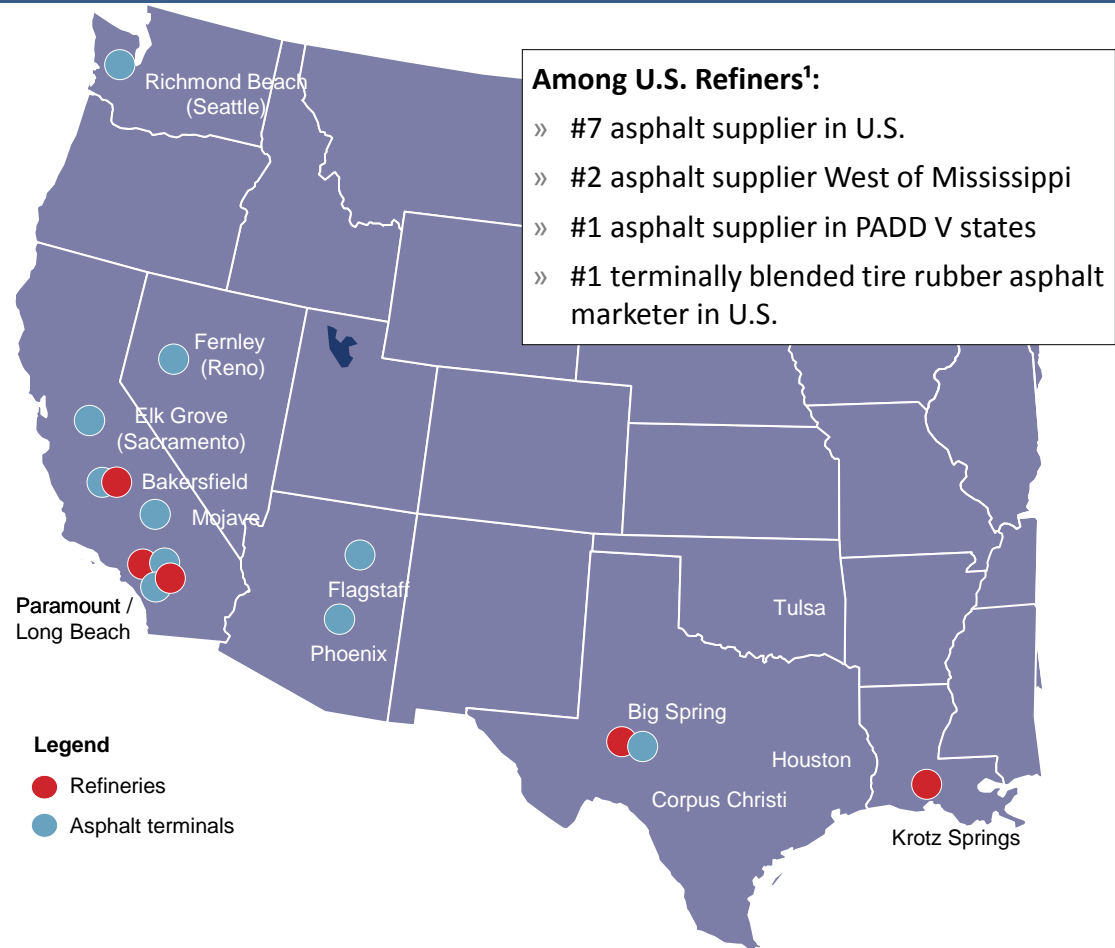 Among U.S. Refiners¹:
» #7 asphalt supplier in U.S.
» #2 asphalt supplier West of Mississippi
» #1 asphalt supplier in PADD V states
» #1 terminally blended tire rubber asphalt
marketer in U.S.
Richmond Beach
(Seattle)
Fernley
(Reno)
Elk Grove
(Sacramento)
Bakersfield
Mojave
Paramount /
Long Beach
Flagstaff
Phoenix
Tulsa
Big Spring
Houston
Corpus Christi
Krotz Springs
Legend
Refineries
Asphalt terminals